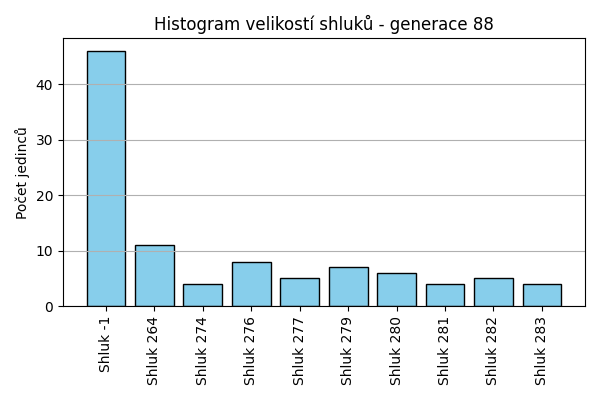 Histogram velikostí shluků - generace 88
Počet jedinců
40
30
20
10
0
Shluk -1
Shluk 264
Shluk 274
Shluk 276
Shluk 277
Shluk 279
Shluk 280
Shluk 281
Shluk 282
Shluk 283